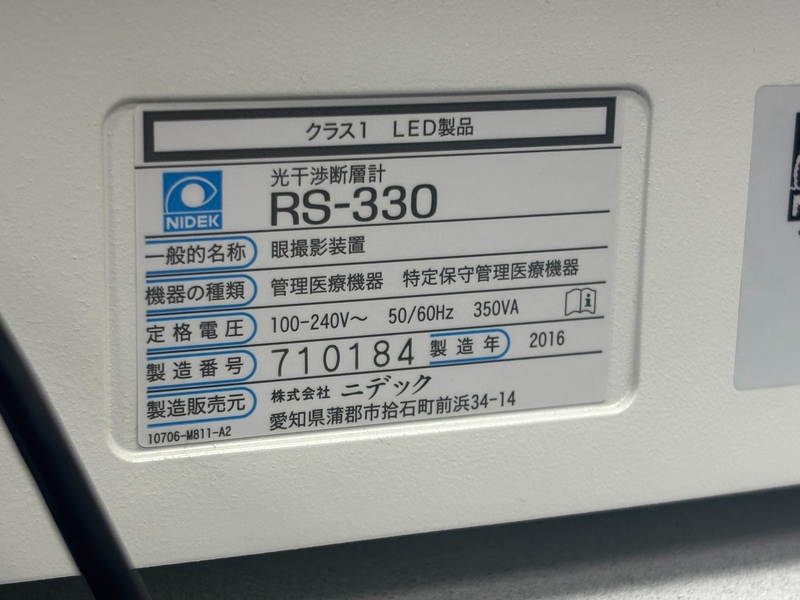 クラス1 LED製品
NIDEK
光干渉断層計
RS-330
一般的名称 眼撮影装置
機器の種類 管理医療機器 特定保守管理医療機器
定格電圧 100-240V～ 50/60Hz 350VA
製造番号 710184 製造年 2016
製造販売元 株式会社 ニデック
愛知県蒲郡市拾石町前浜34-14
10706-M811-A2